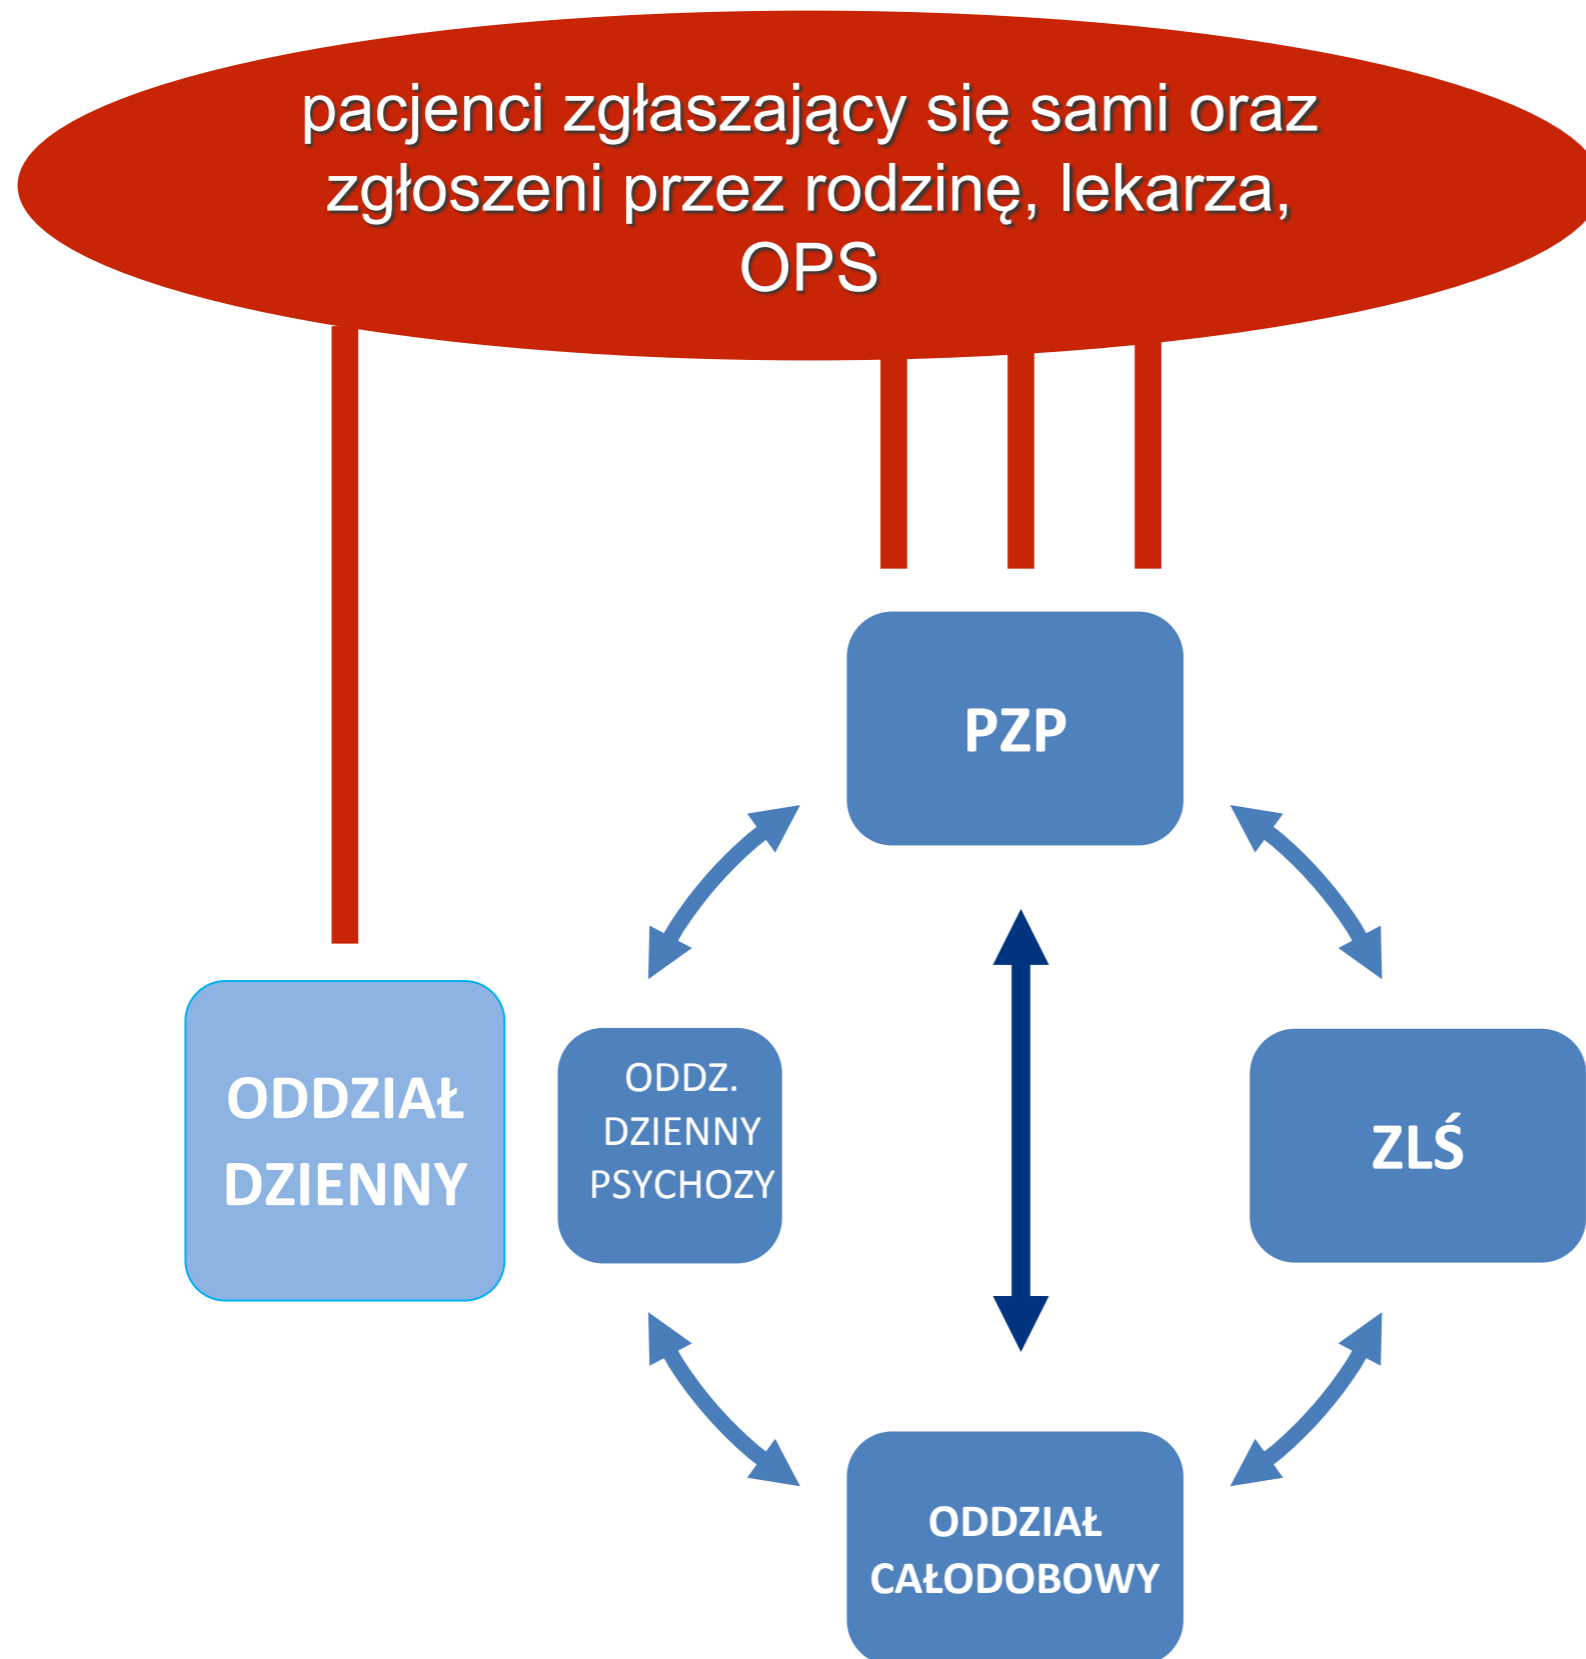 pacjenci zgłaszający się sami oraz
zgłoszeni przez rodzinę, lekarza,
OPS
PZP
ODDZIAŁ
DZIENNY
ODDZ.
DZIENNY
PSYCHOZY
ZLŚ
ODDZIAŁ
CAŁODOBOWY